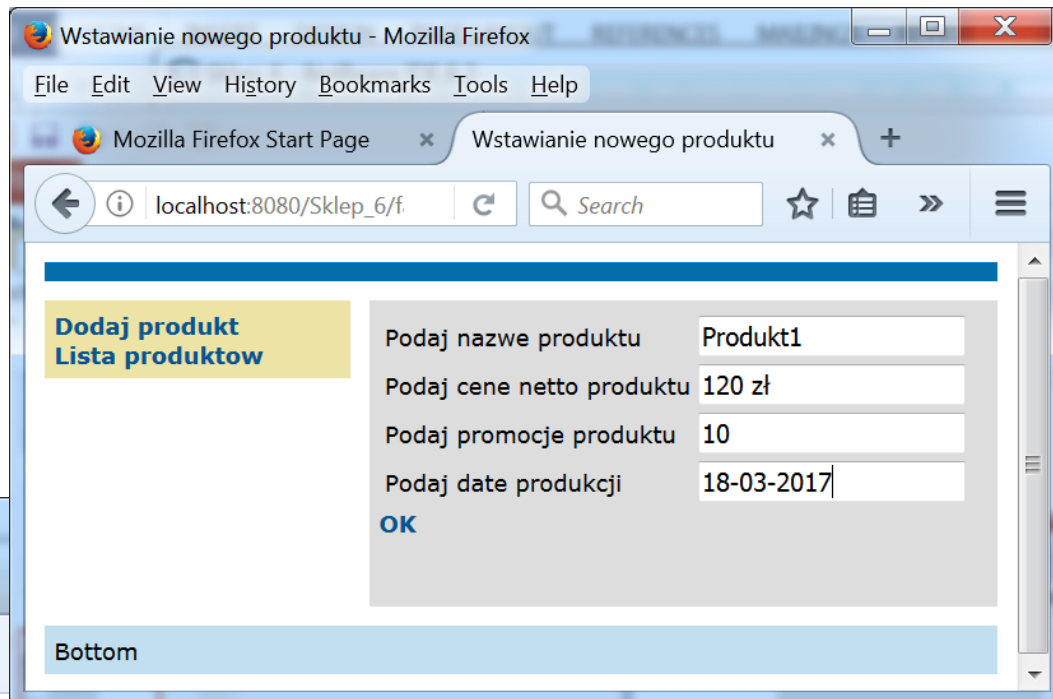 Wstawianie nowego produktu - Mozilla Firefox
File Edit View History Bookmarks Tools Help
Mozilla Firefox Start Page
Wstawianie nowego produktu
localhost:8080/Sklep_6/f
Search
Dodaj produkt
Lista produktow
Podaj nazwe produktu Produkt1
Podaj cene netto produktu 120 zł
Podaj promocje produktu 10
Podaj date produkcji 18-03-2017
OK
Bottom